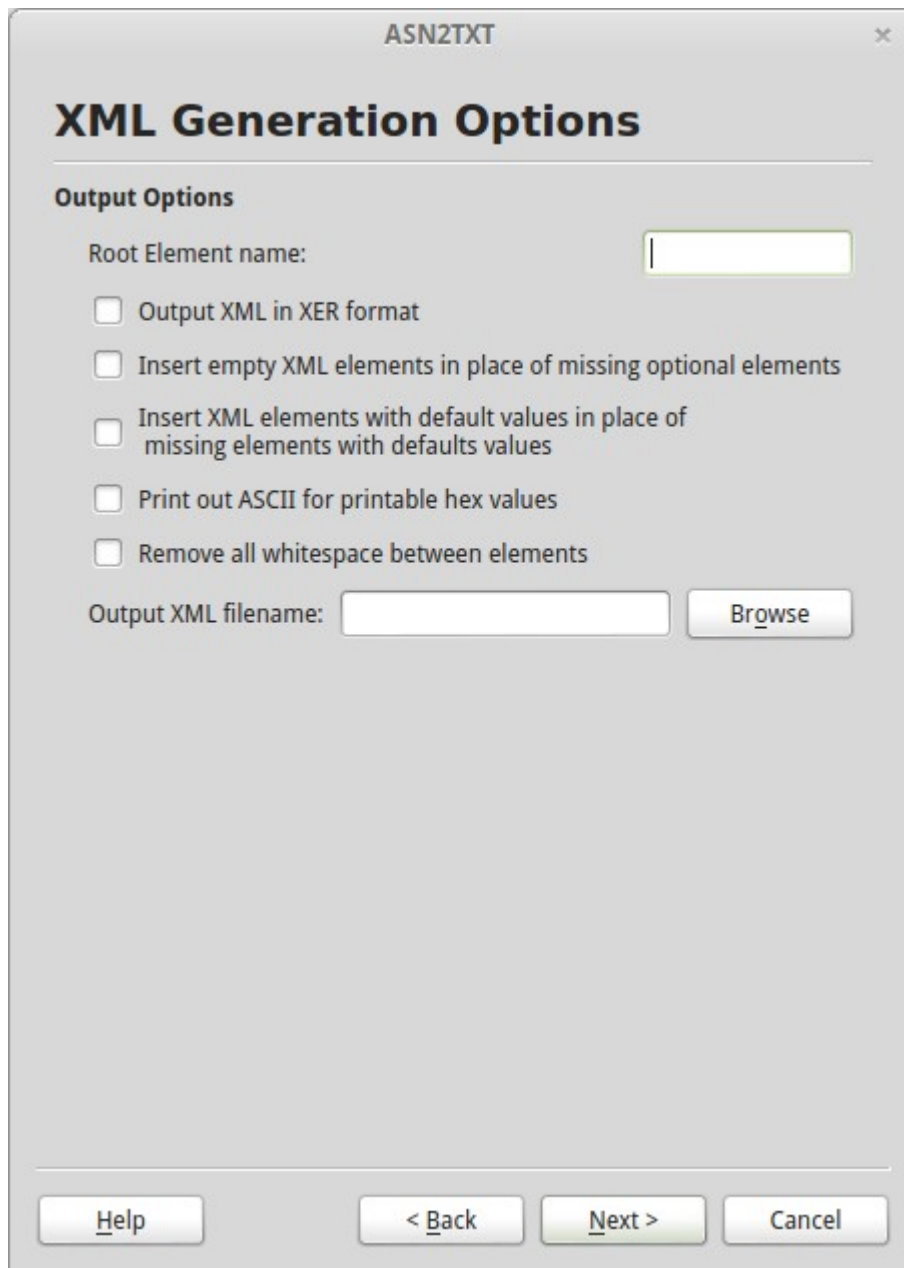 ASN2TXT
XML Generation Options
Output Options
Root Element name:
Output XML in XER format
Insert empty XML elements in place of missing optional elements
Insert XML elements with default values in place of
missing elements with defaults values
Print out ASCII for printable hex values
Remove all whitespace between elements
Output XML filename: Browse
Help < Back Next > Cancel